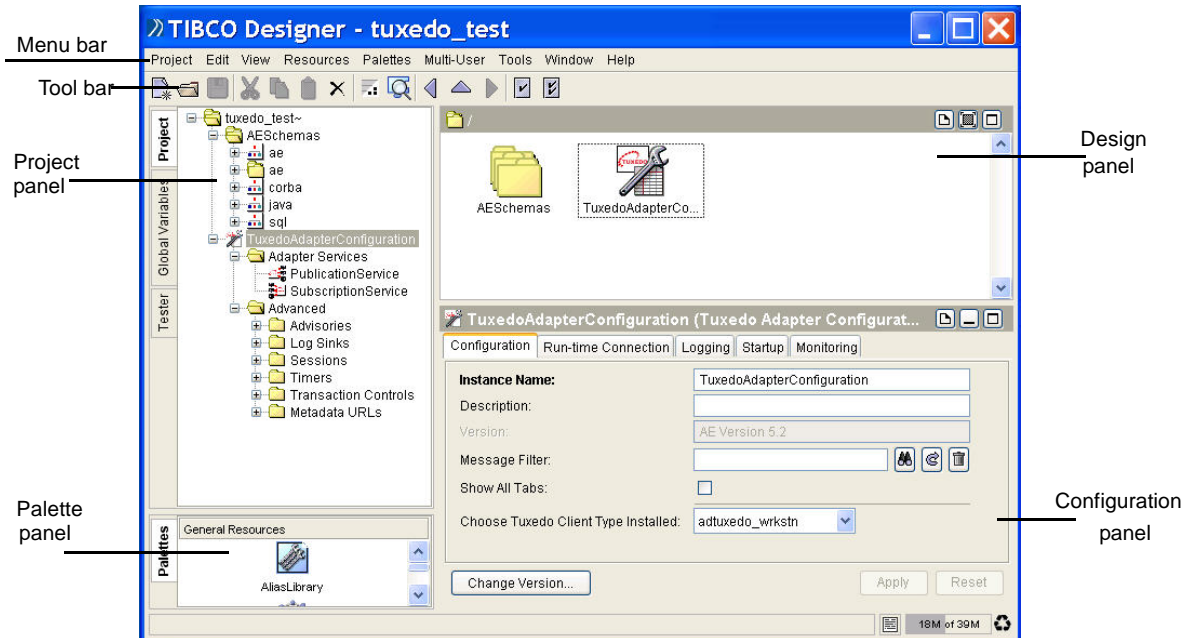 TIBCO Designer - tuxedo_test
Menu bar
Project Edit View Resources Palettes Multi-User Tools Window Help
Tool bar
Project
Global Variables
Tester
Project
panel
tuxedo_test~
AESchemas
ae
ae
corba
java
sql
TuxedoAdapterConfiguration
Adapter Services
PublicationService
SubscriptionService
Advanced
Advisories
Log Sinks
Sessions
Timers
Transaction Controls
Metadata URLs
/
AESchemas
TUXEDO
TuxedoAdapterCo...
Design
panel
TuxedoAdapterConfiguration (Tuxedo Adapter Configurat...
Configuration Run-time Connection Logging Startup Monitoring
Instance Name: TuxedoAdapterConfiguration
Description:
Version: AE Version 5.2
Message Filter:
Show All Tabs:
Choose Tuxedo Client Type Installed: adtuxedo_wrkstn
Configuration
panel
Palette
panel
Palettes
General Resources
AliasLibrary
Change Version... Apply Reset
18M of 39M